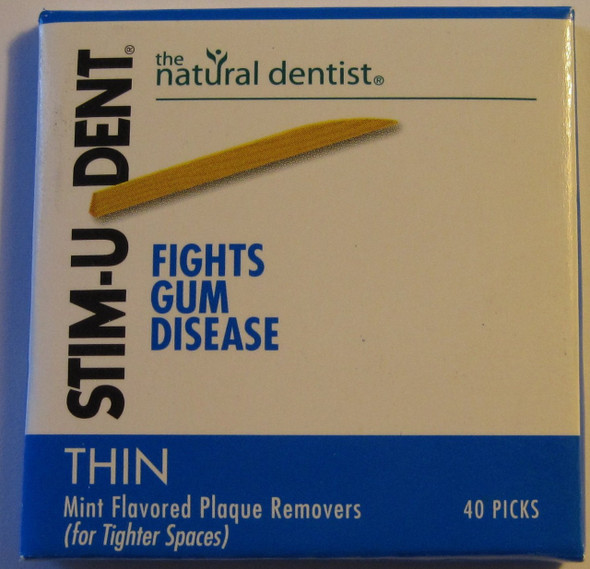 STIM-U DENT®
the
natural dentist®
FIGHTS
GUM
DISEASE
THIN
Mint Flavored Plaque Removers
(for Tighter Spaces)
40 PICKS